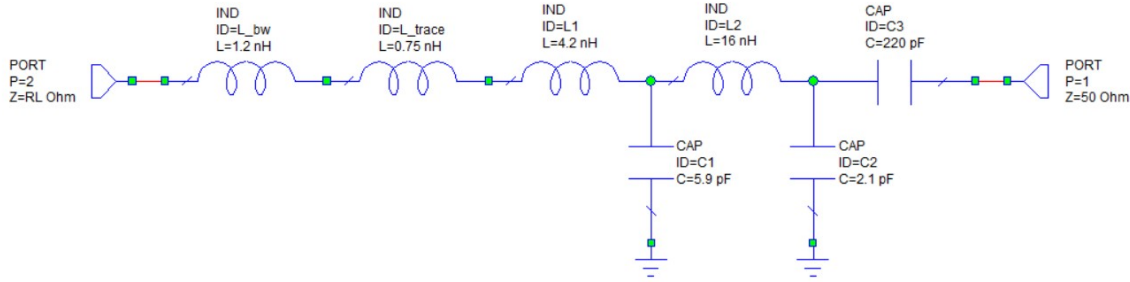 IND
ID=L_bw
L=1.2 nH
IND
ID=L_trace
L=0.75 nH
IND
ID=L1
L=4.2 nH
IND
ID=L2
L=16 nH
CAP
ID=C3
C=220 pF
PORT
P=2
Z=RL Ohm
PORT
P=1
Z=50 Ohm
CAP
ID=C1
C=5.9 pF
CAP
ID=C2
C=2.1 pF